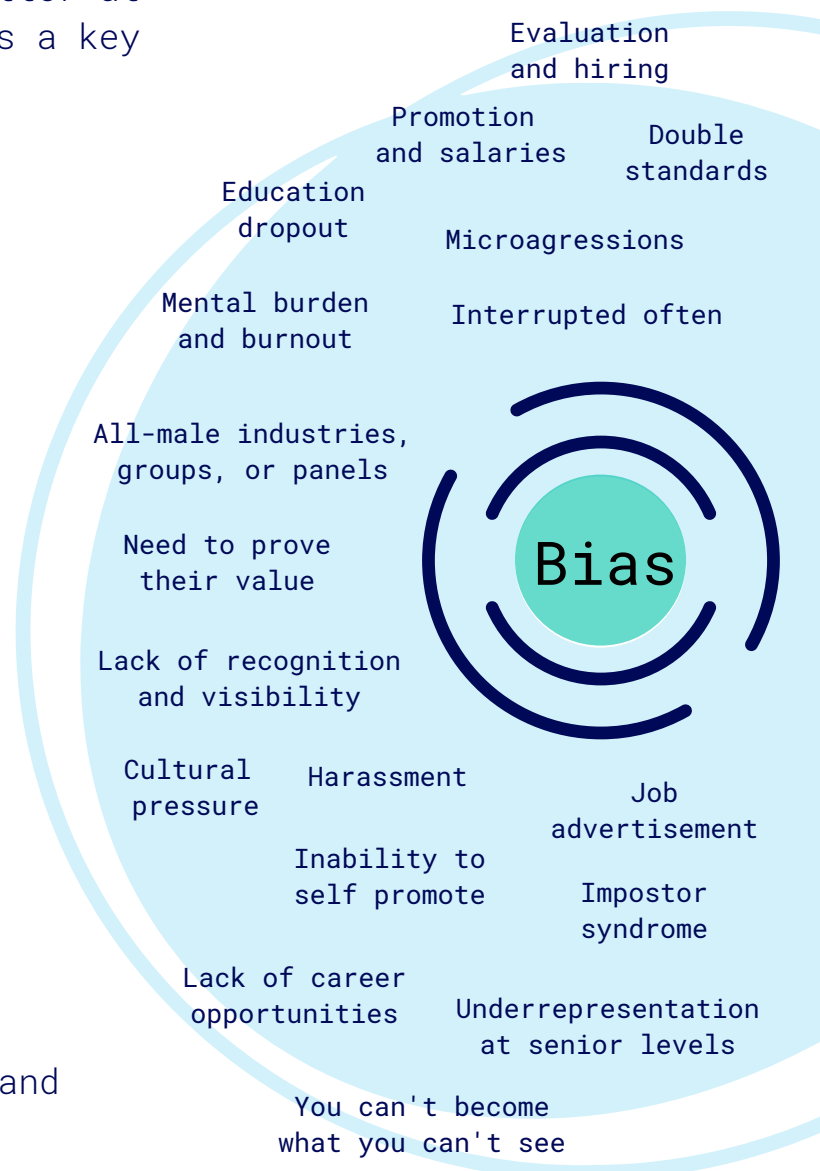 s a key
Evaluation
and hiring
Promotion
and salaries
Double
standards
Education
dropout
Microagressions
Mental burden
and burnout
Interrupted often
All-male industries,
groups, or panels
Bias
Need to prove
their value
Lack of recognition
and visibility
Cultural
pressure
Harassment
Job
advertisement
Inability to
self promote
Impostor
syndrome
Lack of career
opportunities
Underrepresentation
at senior levels
and
You can't become
what you can't see